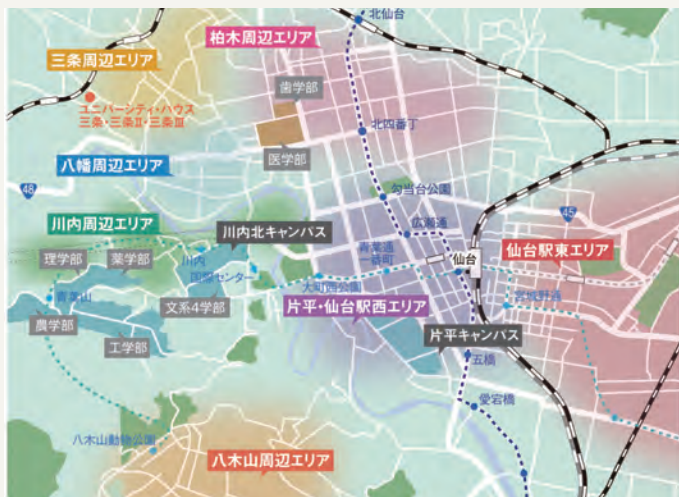 北仙台
柏木周辺エリア
三条周辺エリア
歯学部
ユニバーシティ・ハウス
三条・三条Ⅱ・三条Ⅲ
北四番丁
医学部
八幡周辺エリア
48
勾当台公園
川内周辺エリア
川内北キャンパス
広瀬通
45
理学部
薬学部
川内
青葉通
一番町
仙台
仙台駅東エリア
国際センター
大町西公園
青葉山
文系4学部
片平・仙台駅西エリア
宮城野通
農学部
工学部
片平キャンパス
五橋
愛宕橋
八木山動物公園
八木山周辺エリア